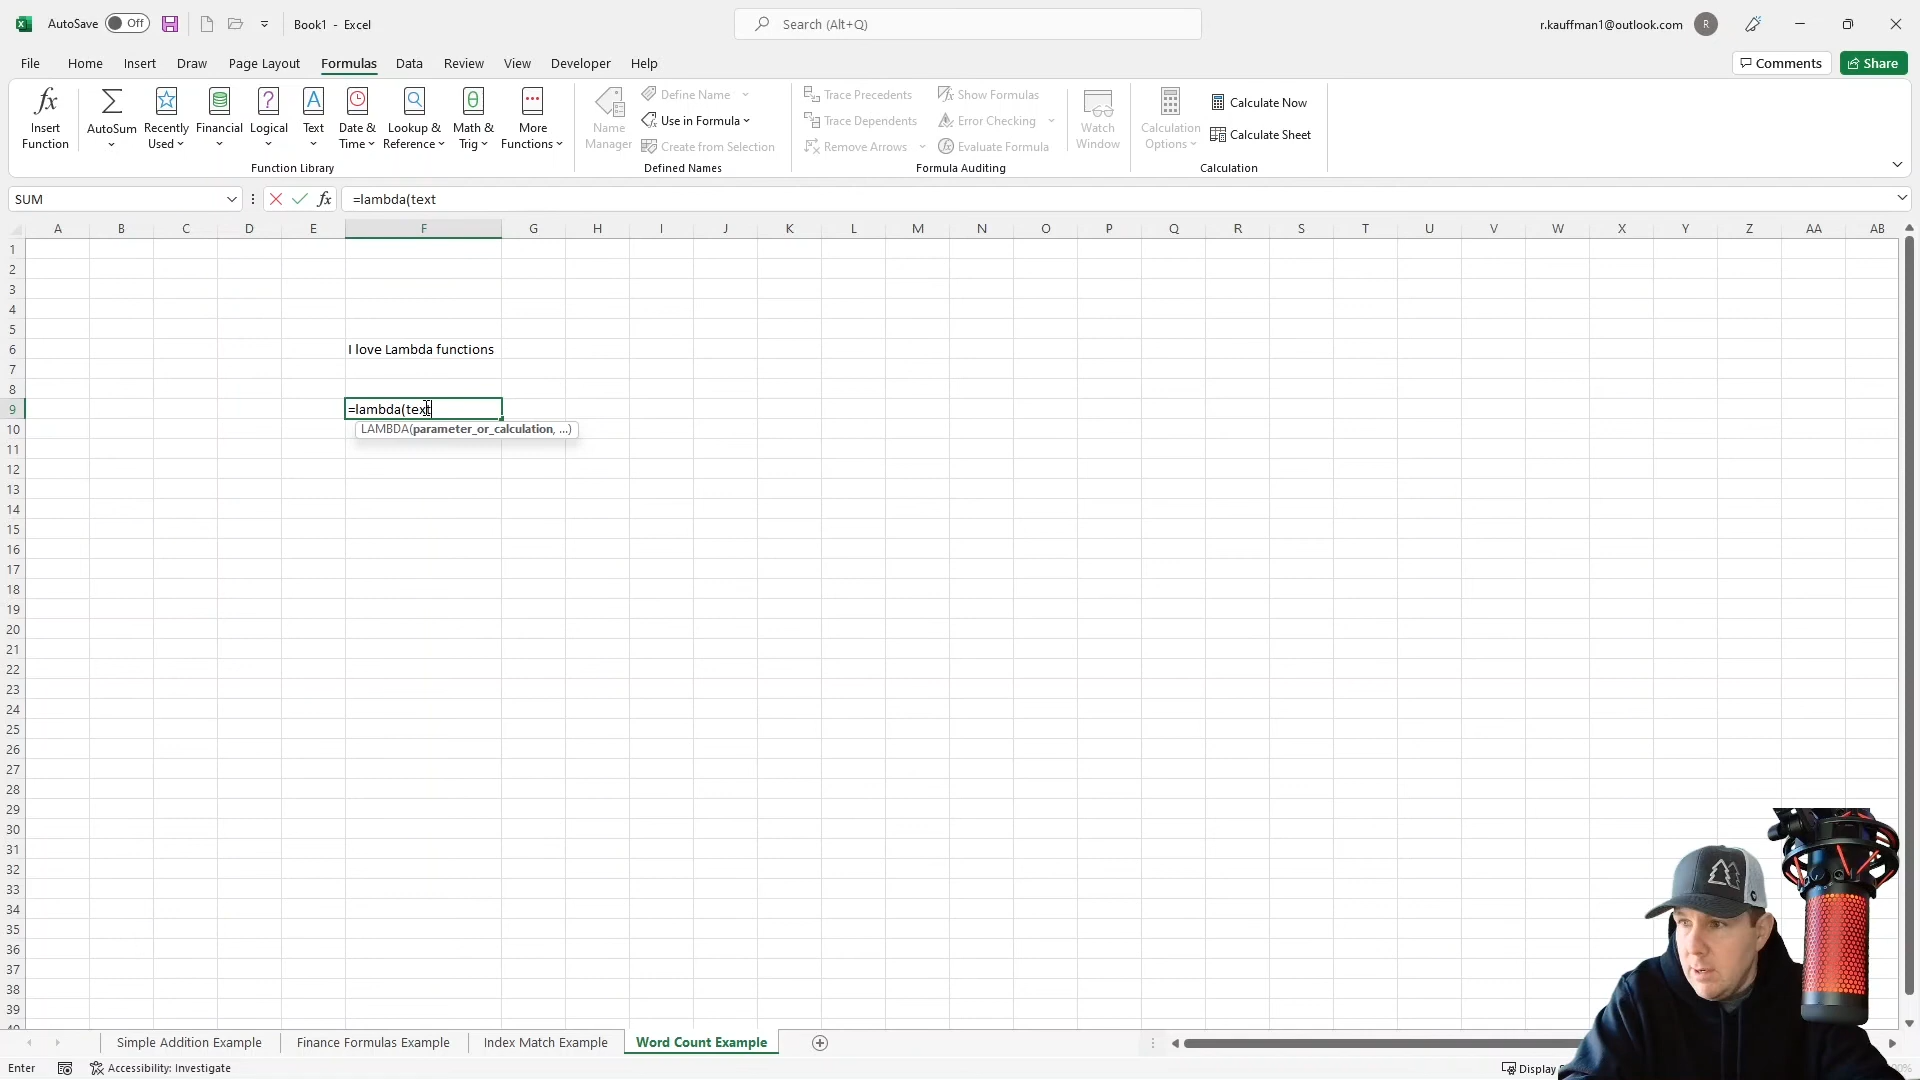 AutoSave Off Book1 - Excel Search (Alt+Q) r.kauffman1@outlook.com R
File Home Insert Draw Page Layout Formulas Data Review View Developer Help Comments Share
Insert Function
AutoSum
Recently Used
Financial
Logical
Text
Date & Time
Lookup & Reference
Math & Trig
More Functions
Function Library
Name Manager
Define Name
Use in Formula
Create from Selection
Defined Names
Trace Precedents
Trace Dependents
Remove Arrows
Show Formulas
Error Checking
Evaluate Formula
Formula Auditing
Watch Window
Calculation Options
Calculate Now
Calculate Sheet
Calculation
SUM fx =lambda(text
A B C D E F G H I J K L M N O P Q R S T U V W X Y Z AA AB
1
2
3
4
5
6 I love Lambda functions
7
8
9 =lambda(text
10 LAMBDA(parameter_or_calculation, ...)
11
12
13
14
15
16
17
18
19
20
21
22
23
24
25
26
27
28
29
30
31
32
33
34
35
36
37
38
39
Simple Addition Example Finance Formulas Example Index Match Example Word Count Example
Enter Accessibility: Investigate Display